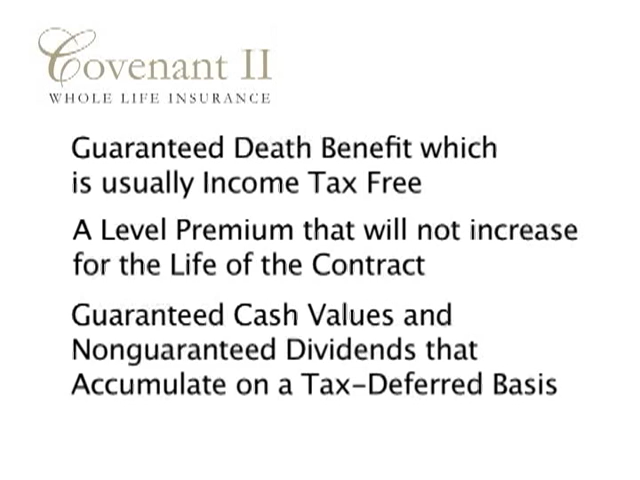 Covenant II
WHOLE LIFE INSURANCE
Guaranteed Death Benefit which
is usually Income Tax Free
A Level Premium that will not increase
for the Life of the Contract
Guaranteed Cash Values and
Nonguaranteed Dividends that
Accumulate on a Tax-Deferred Basis